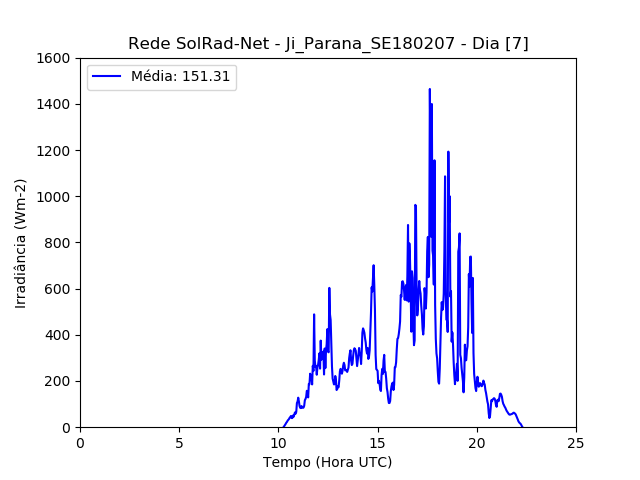 Rede SolRad-Net - Ji_Parana_SE180207 - Dia [7]
Média: 151.31
Irradiância (Wm-2)
1600
1400
1200
1000
800
600
400
200
0
0 5 10 15 20 25
Tempo (Hora UTC)